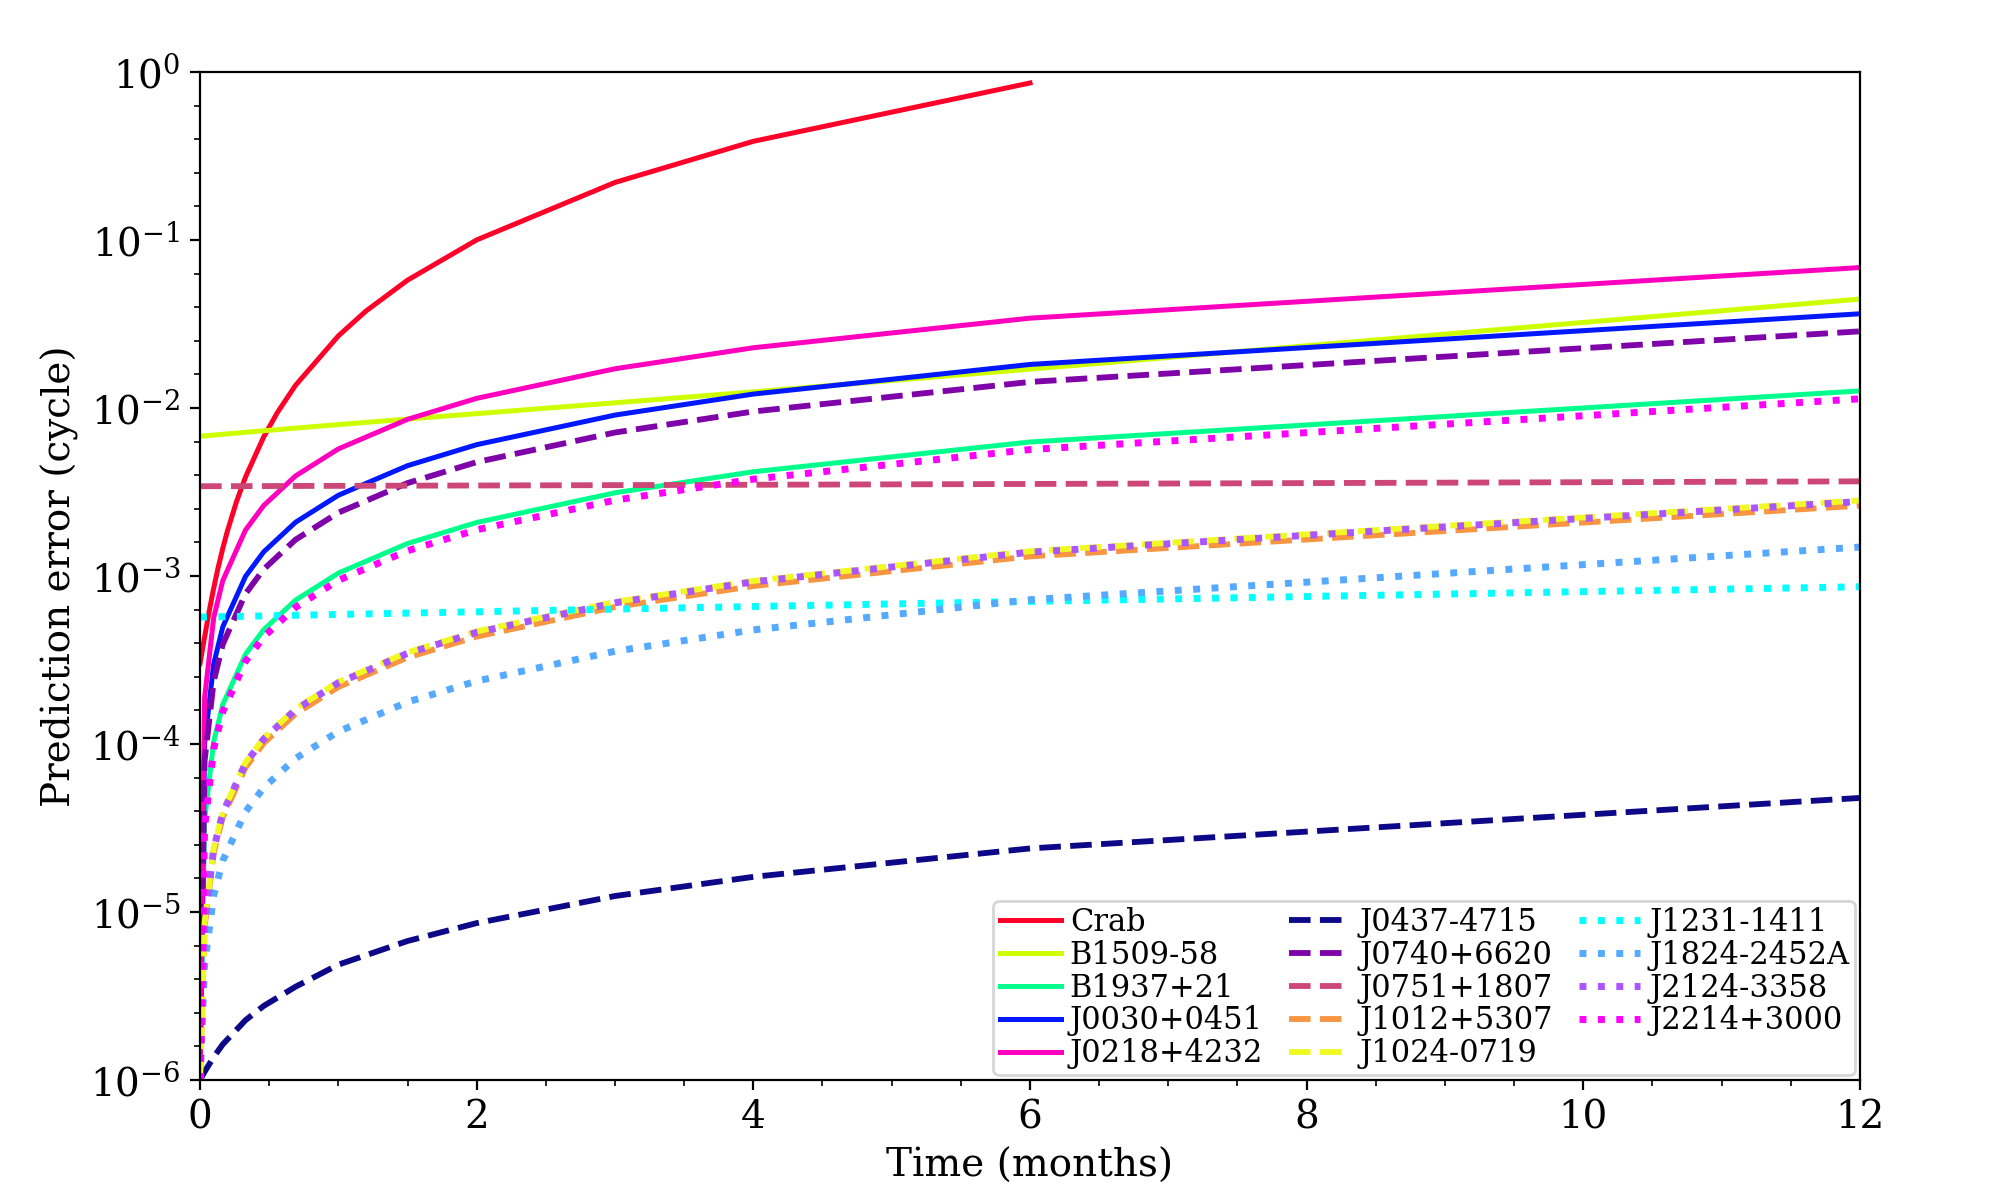 10⁰
10⁻¹
10⁻²
10⁻³
10⁻⁴
10⁻⁵
10⁻⁶
Prediction error (cycle)
0 2 4 6 8 10 12
Time (months)
Crab
B1509-58
B1937+21
J0030+0451
J0218+4232
J0437-4715
J0740+6620
J0751+1807
J1012+5307
J1024-0719
J1231-1411
J1824-2452A
J2124-3358
J2214+3000